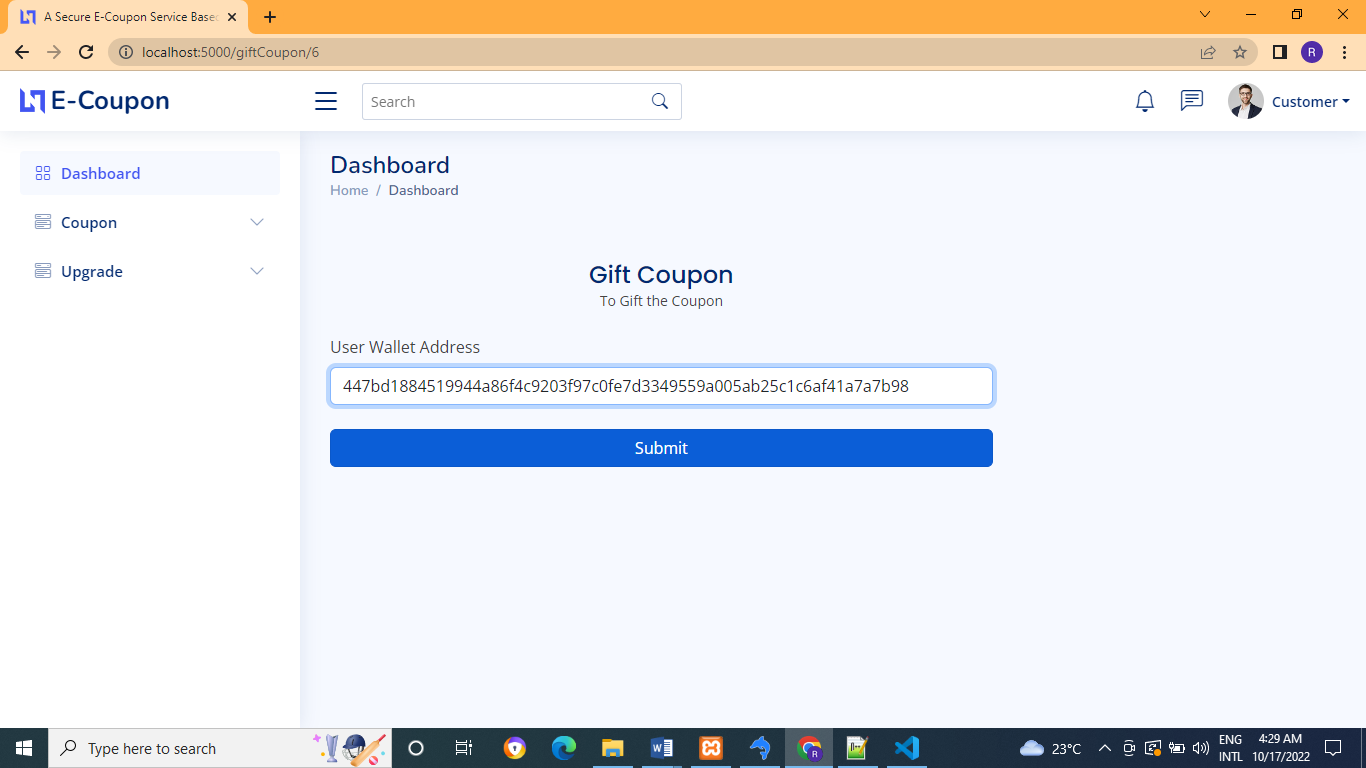 A Secure E-Coupon Service Base
localhost:5000/giftCoupon/6
R
E-Coupon
Search
Customer
Dashboard
Coupon
Upgrade
Dashboard
Home / Dashboard
Gift Coupon
To Gift the Coupon
User Wallet Address
447bd1884519944a86f4c9203f97c0fe7d3349559a005ab25c1c6af41a7a7b98
Submit
Type here to search
R
23°C
ENG
INTL
4:29 AM
10/17/2022